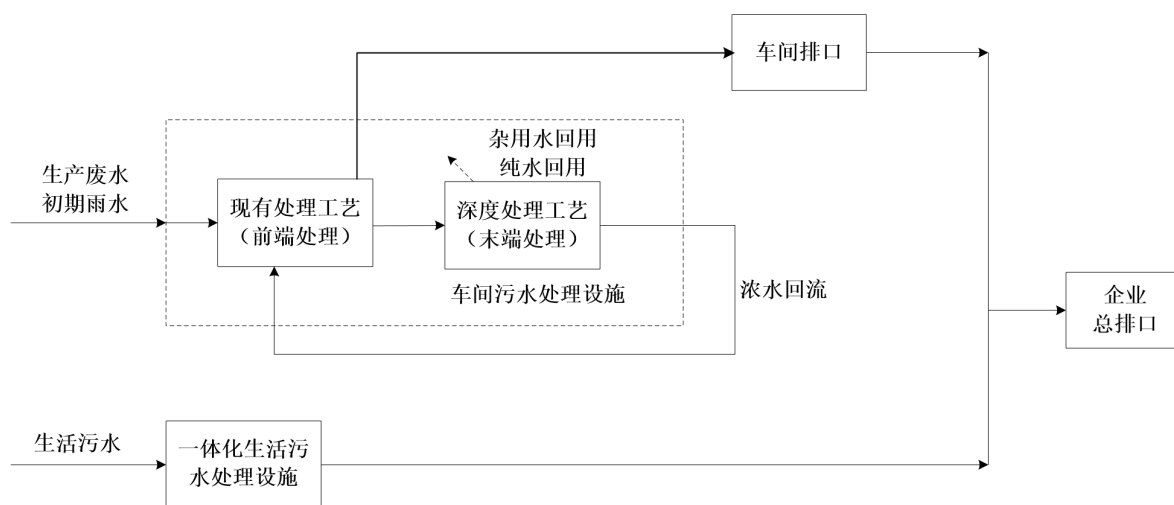 车间排口
杂用水回用
纯水回用
生产废水
初期雨水
现有处理工艺
（前端处理）
深度处理工艺
（末端处理）
车间污水处理设施
浓水回流
企业
总排口
生活污水
一体化生活污
水处理设施